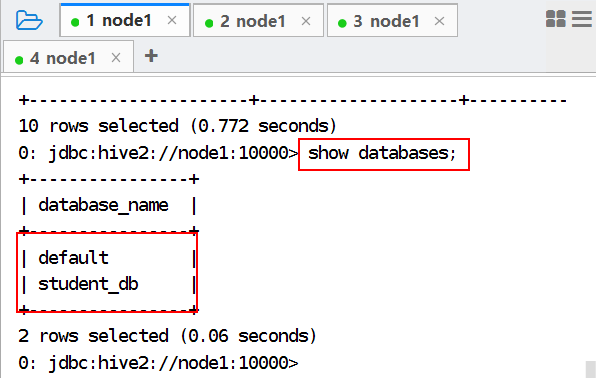 1 node1 ×
2 node1 ×
3 node1 ×
4 node1 × +
+----------------------+--------------------+----------
10 rows selected (0.772 seconds)
0: jdbc:hive2://node1:10000> show databases;
+----------------+
| database_name  |
+----------------+
| default        |
| student_db     |
+----------------+
2 rows selected (0.06 seconds)
0: jdbc:hive2://node1:10000>